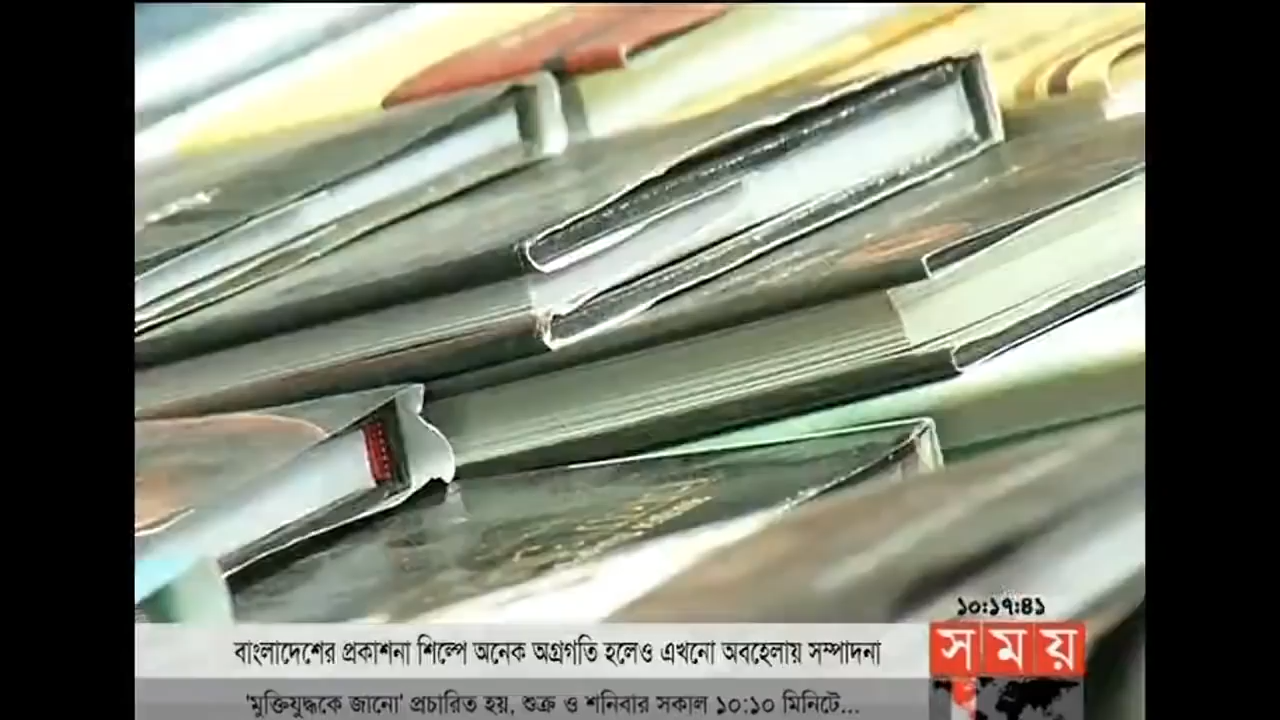 ১০:১৭:৪১
বাংলাদেশের প্রকাশনা শিল্পে অনেক অগ্রগতি হলেও এখনো অবহেলায় সম্পাদনা
সময়
'মুক্তিযুদ্ধকে জানো' প্রচারিত হয়, শুক্র ও শনিবার সকাল ১০:১০ মিনিটে...